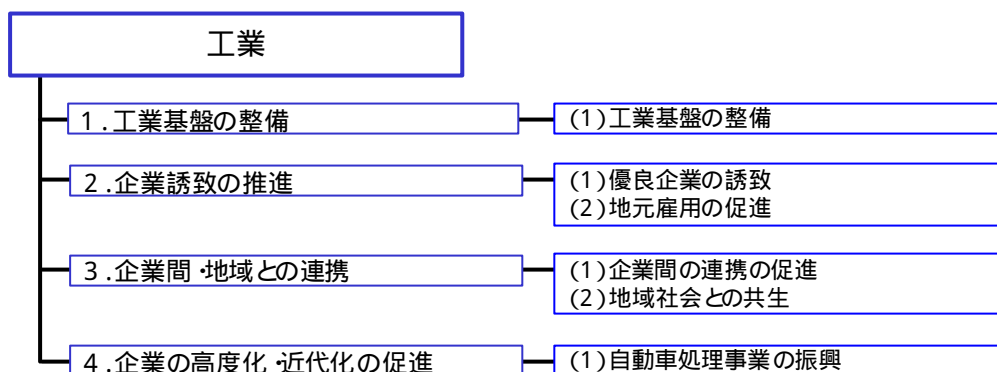 工業
1.工業基盤の整備
(1)工業基盤の整備
2.企業誘致の推進
(1)優良企業の誘致
(2)地元雇用の促進
3.企業間・地域との連携
(1)企業間の連携の促進
(2)地域社会との共生
4.企業の高度化・近代化の促進
(1)自動車処理事業の振興